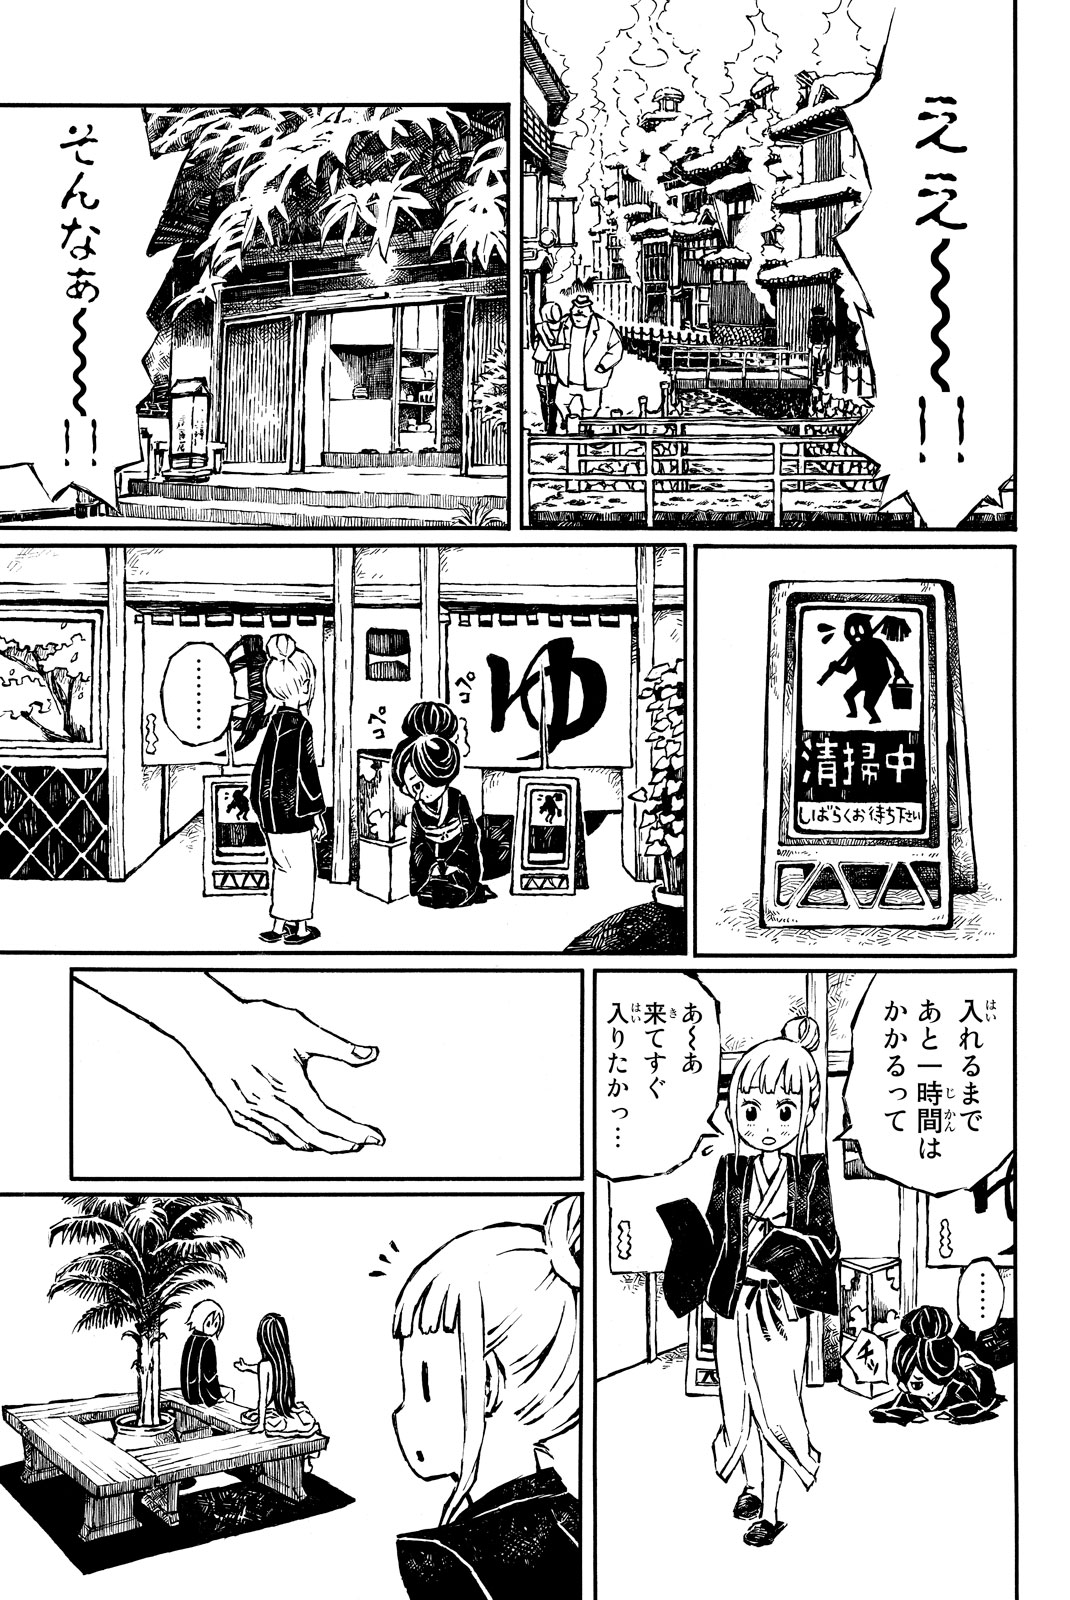 ええ〜〜〜!!
そんなぁ〜〜〜!!
清掃中
しばらくお待ち下さい
ゆ
コペ
コペ
………
入れるまで
あと一時間は
かかるって
あ〜あ
来てすぐ
入りたかっ…
………
チッ